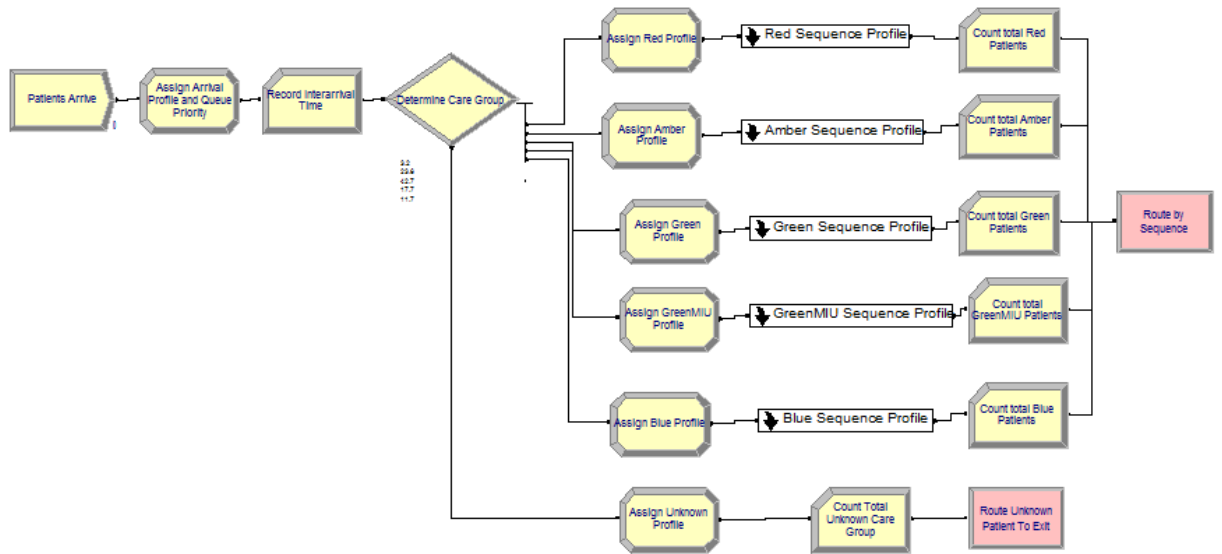 Patients Arrive
Assign Arrival
Profile and Queue
Priority
Record Interarrival
Time
Determine Care Group
Assign Red Profile
Red Sequence Profile
Count total Red
Patients
Assign Amber Profile
Amber Sequence Profile
Count total Amber
Patients
Assign Green
Profile
Green Sequence Profile
Count total Green
Patients
Route by
Sequence
Assign GreenMIU
Profile
GreenMIU Sequence Profile
Count total
GreenMIU Patients
Assign Blue Profile
Blue Sequence Profile
Count total Blue
Patients
Assign Unknown
Profile
Count Total
Unknown Care
Group
Route Unknown
Patient To Exit
17.7
11.7